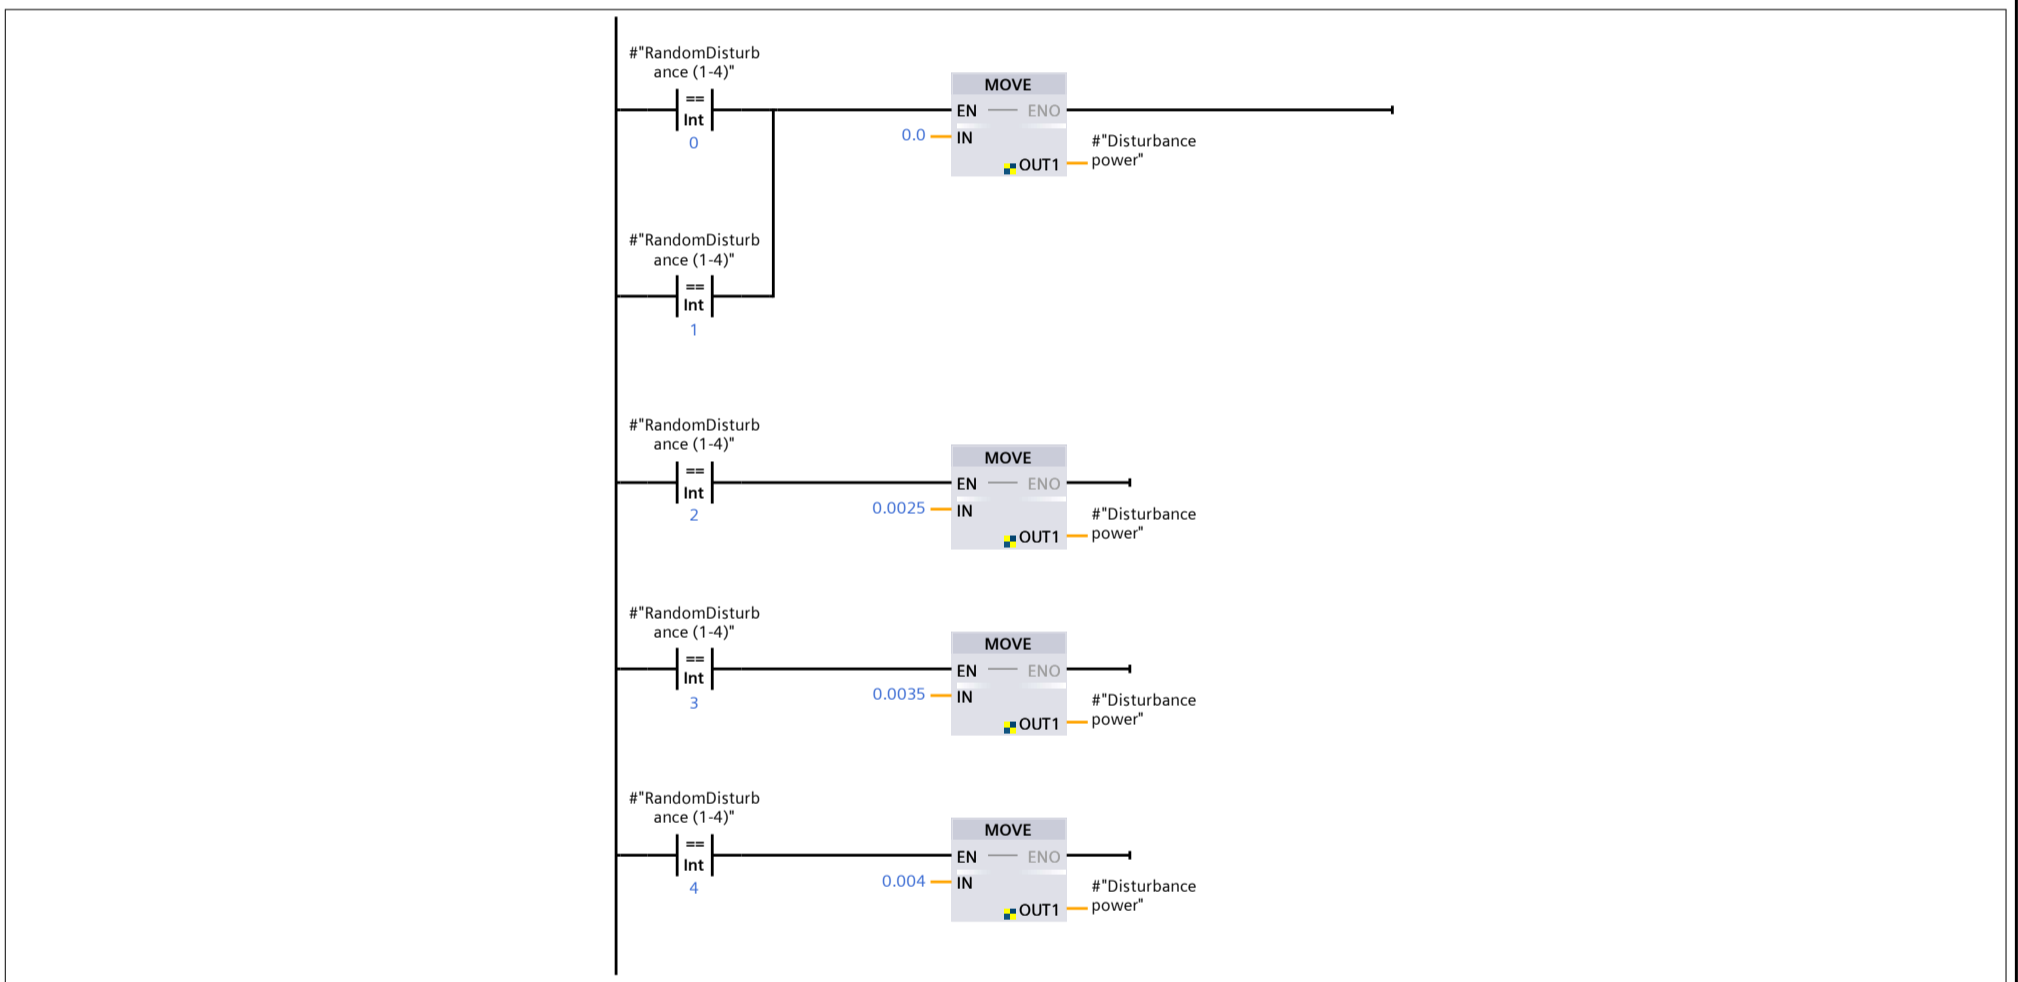 #"RandomDisturb
ance (1-4)"
==
Int
0
MOVE
EN
ENO
0.0
IN
OUT1
#"Disturbance
power"
#"RandomDisturb
ance (1-4)"
==
Int
1
#"RandomDisturb
ance (1-4)"
==
Int
2
MOVE
EN
ENO
0.0025
IN
OUT1
#"Disturbance
power"
#"RandomDisturb
ance (1-4)"
==
Int
3
MOVE
EN
ENO
0.0035
IN
OUT1
#"Disturbance
power"
#"RandomDisturb
ance (1-4)"
==
Int
4
MOVE
EN
ENO
0.004
IN
OUT1
#"Disturbance
power"